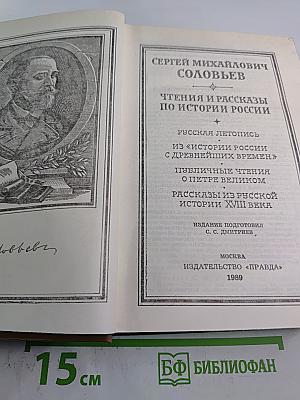 СЕРГЕЙ МИХАЙЛОВИЧ
СОЛОВЬЕВ
ЧТЕНИЯ И РАССКАЗЫ
ПО ИСТОРИИ РОССИИ
РУССКАЯ ЛЕТОПИСЬ
ИЗ «ИСТОРИИ РОССИИ
С ДРЕВНЕЙШИХ ВРЕМЕН»
ПУБЛИЧНЫЕ ЧТЕНИЯ
О ПЕТРЕ ВЕЛИКОМ
РАССКАЗЫ ИЗ РУССКОЙ
ИСТОРИИ XVIII ВЕКА
ИЗДАНИЕ ПОДГОТОВИЛ
С. С. ДМИТРИЕВ
МОСКВА
ИЗДАТЕЛЬСТВО «ПРАВДА»
1989
15 см
БФ БИБЛИОФАН